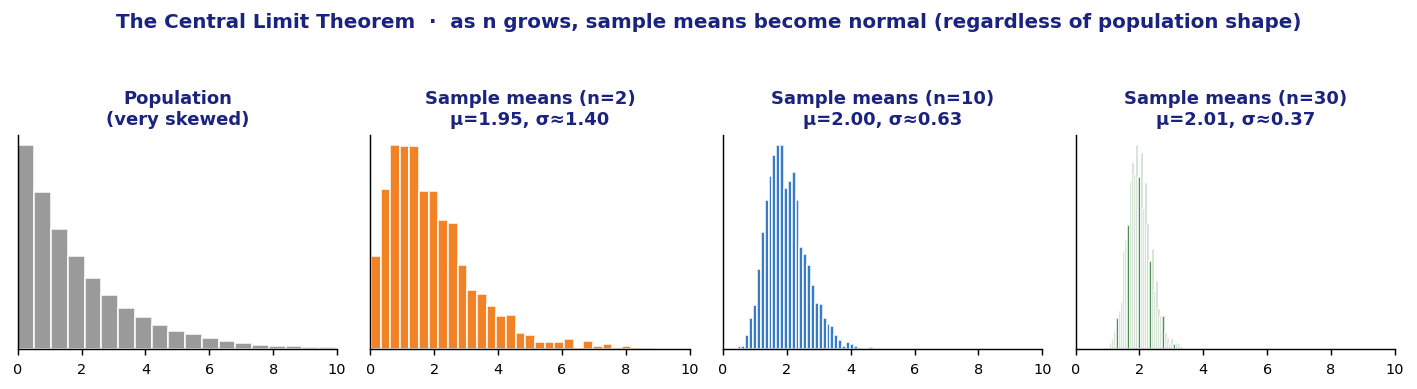 The Central Limit Theorem · as n grows, sample means become normal (regardless of population shape)
Population
(very skewed)
Sample means (n=2)
μ=1.95, σ≈1.40
Sample means (n=10)
μ=2.00, σ≈0.63
Sample means (n=30)
μ=2.01, σ≈0.37
0 2 4 6 8 10
0 2 4 6 8 10
0 2 4 6 8 10
0 2 4 6 8 10